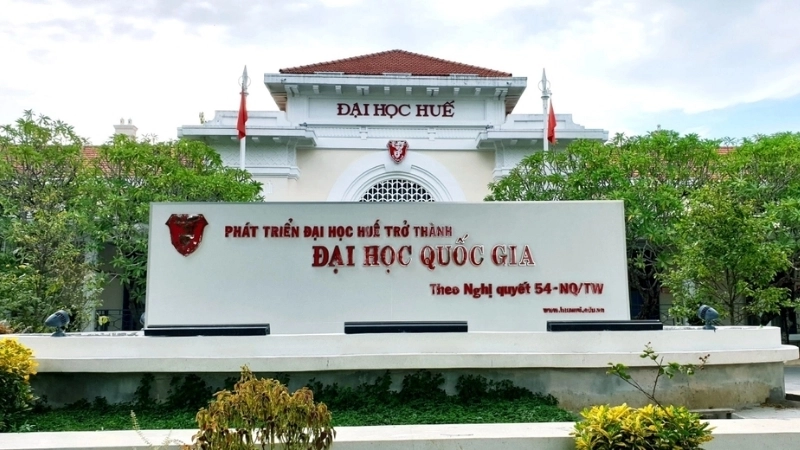 ĐẠI HỌC HUẾ
PHÁT TRIỂN ĐẠI HỌC HUẾ TRỞ THÀNH
ĐẠI HỌC QUỐC GIA
Theo Nghị quyết 54-NQ/TW
www.hueuni.edu.vn